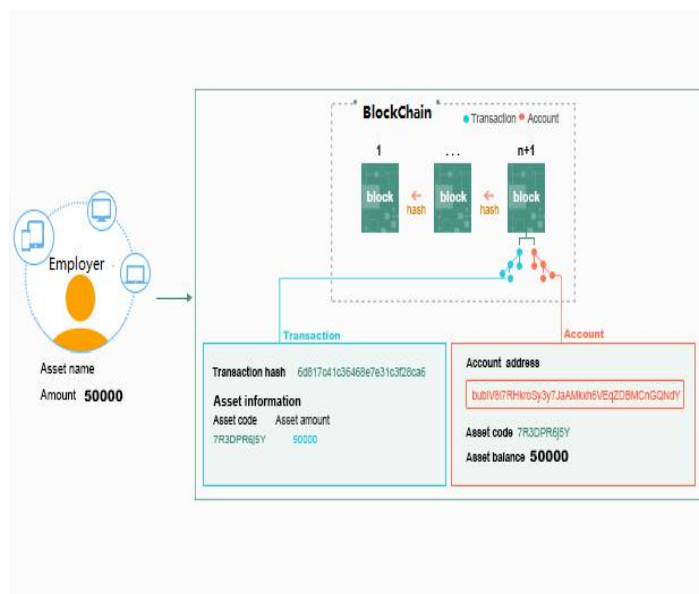 BlockChain
Transaction Account
1 ... n+1
block block block
hash hash
Employer
Asset name
Amount 50000
Transaction
Transaction hash 6d817c41c36468e7e31c3f28ca6
Asset information
Asset code Asset amount
7R3DPR6J5Y 50000
Account
Account address
bubiV8i7RHkroSy3y7JaAMkxh6VEqZDBMCnGQNdY
Asset code 7R3DPR6J5Y
Asset balance 50000